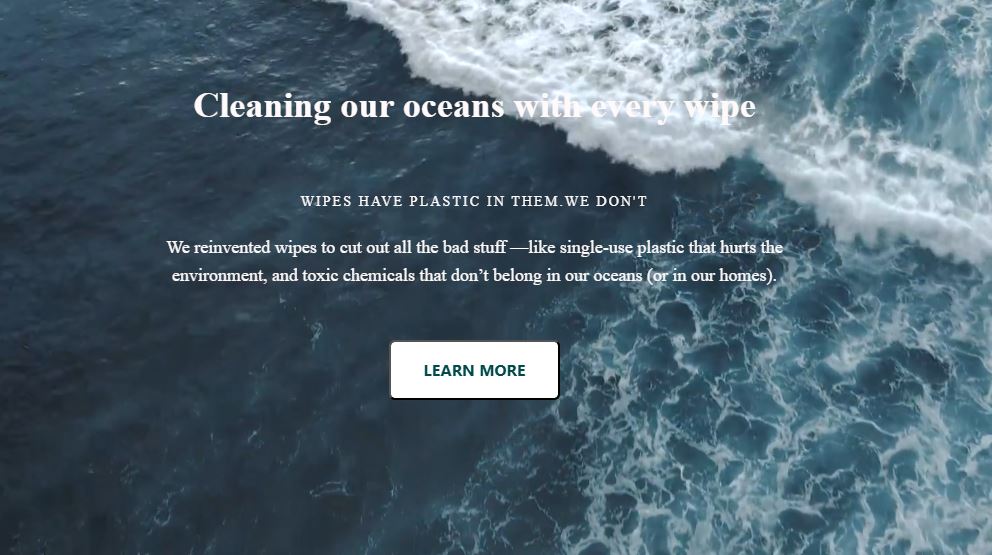 Cleaning our oceans with every wipe
WIPES HAVE PLASTIC IN THEM.WE DON'T
We reinvented wipes to cut out all the bad stuff —like single-use plastic that hurts the
environment, and toxic chemicals that don’t belong in our oceans (or in our homes).
LEARN MORE